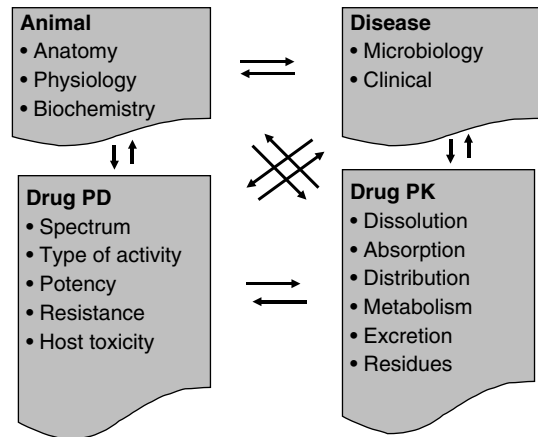 Animal
• Anatomy
• Physiology
• Biochemistry
Disease
• Microbiology
• Clinical
Drug PD
• Spectrum
• Type of activity
• Potency
• Resistance
• Host toxicity
Drug PK
• Dissolution
• Absorption
• Distribution
• Metabolism
• Excretion
• Residues